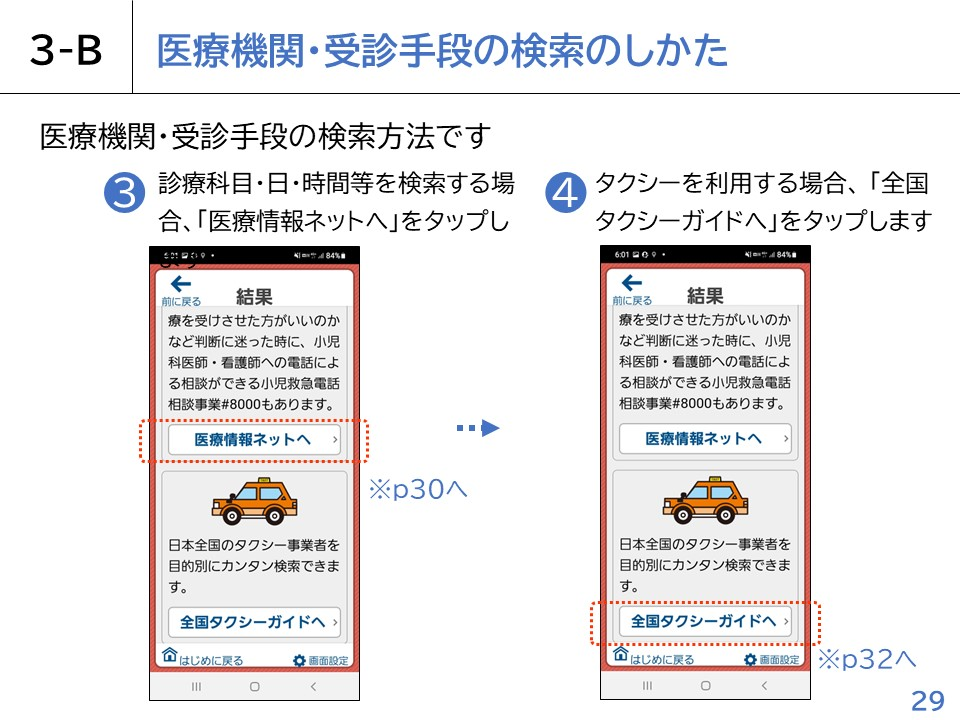 3-B
医療機関・受診手段の検索のしかた
医療機関・受診手段の検索方法です
3
診療科目・日・時間等を検索する場
合、「医療情報ネットへ」をタップし
4
タクシーを利用する場合、「全国
タクシーガイドへ」をタップします
6:01
84%
前に戻る
結果
療を受けさせた方がいいのか
など判断に迷った時に、小児
科医師・看護師への電話によ
る相談ができる小児救急電話
相談事業#8000もあります。
医療情報ネットへ
日本全国のタクシー事業者を
目的別にカンタン検索できま
す。
全国タクシーガイドへ
はじめに戻る
画面設定
※p30へ
6:01
84%
前に戻る
結果
療を受けさせた方がいいのか
など判断に迷った時に、小児
科医師・看護師への電話によ
る相談ができる小児救急電話
相談事業#8000もあります。
医療情報ネットへ
日本全国のタクシー事業者を
目的別にカンタン検索できま
す。
全国タクシーガイドへ
はじめに戻る
画面設定
※p32へ
29